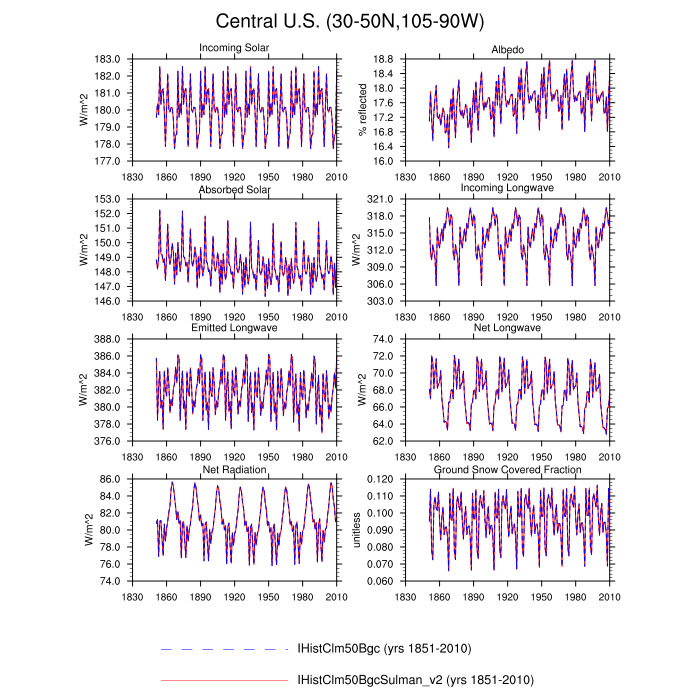 Central U.S. (30-50N,105-90W)
Incoming Solar
W/m^2
183.0
182.0
181.0
180.0
179.0
178.0
177.0
1830 1860 1890 1920 1950 1980 2010
Albedo
% reflected
18.8
18.4
18.0
17.6
17.2
16.8
16.4
16.0
1830 1860 1890 1920 1950 1980 2010
Absorbed Solar
W/m^2
153.0
152.0
151.0
150.0
149.0
148.0
147.0
146.0
1830 1860 1890 1920 1950 1980 2010
Incoming Longwave
W/m^2
321.0
318.0
315.0
312.0
309.0
306.0
303.0
1830 1860 1890 1920 1950 1980 2010
Emitted Longwave
W/m^2
388.0
386.0
384.0
382.0
380.0
378.0
376.0
1830 1860 1890 1920 1950 1980 2010
Net Longwave
W/m^2
74.0
72.0
70.0
68.0
66.0
64.0
62.0
1830 1860 1890 1920 1950 1980 2010
Net Radiation
W/m^2
86.0
84.0
82.0
80.0
78.0
76.0
74.0
1830 1860 1890 1920 1950 1980 2010
Ground Snow Covered Fraction
unitless
0.120
0.110
0.100
0.090
0.080
0.070
0.060
1830 1860 1890 1920 1950 1980 2010
IHistClm50Bgc (yrs 1851-2010)
IHistClm50BgcSulman_v2 (yrs 1851-2010)